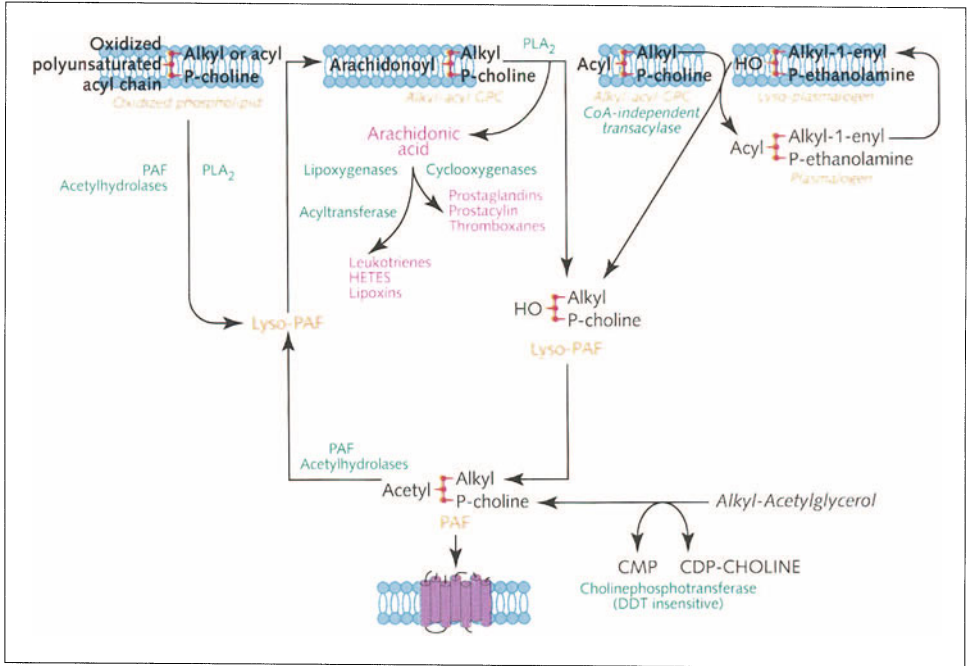 Oxidized
polyunsaturated
acyl chain
Alkyl or acyl
P-choline
Oxidized phospholipid
Arachidonoyl
Alkyl
P-choline
Alkyl-acyl GPC
PLA2
Acyl
Alkyl
P-choline
Alkyl-acyl GPC
CoA-independent
transacylase
HO
Alkyl-1-enyl
P-ethanolamine
Lyso-plasmalogen
Acyl
Alkyl-1-enyl
P-ethanolamine
Plasmalogen
PAF
Acetylhydrolases
PLA2
Arachidonic
acid
Lipoxygenases
Cyclooxygenases
Acyltransferase
Prostaglandins
Prostacylin
Thromboxanes
Leukotrienes
HETES
Lipoxins
Lyso-PAF
HO
Alkyl
P-choline
Lyso-PAF
PAF
Acetylhydrolases
Acetyl
Alkyl
P-choline
PAF
Alkyl-Acetylglycerol
CMP
CDP-CHOLINE
Cholinephosphotransferase
(DDT insensitive)